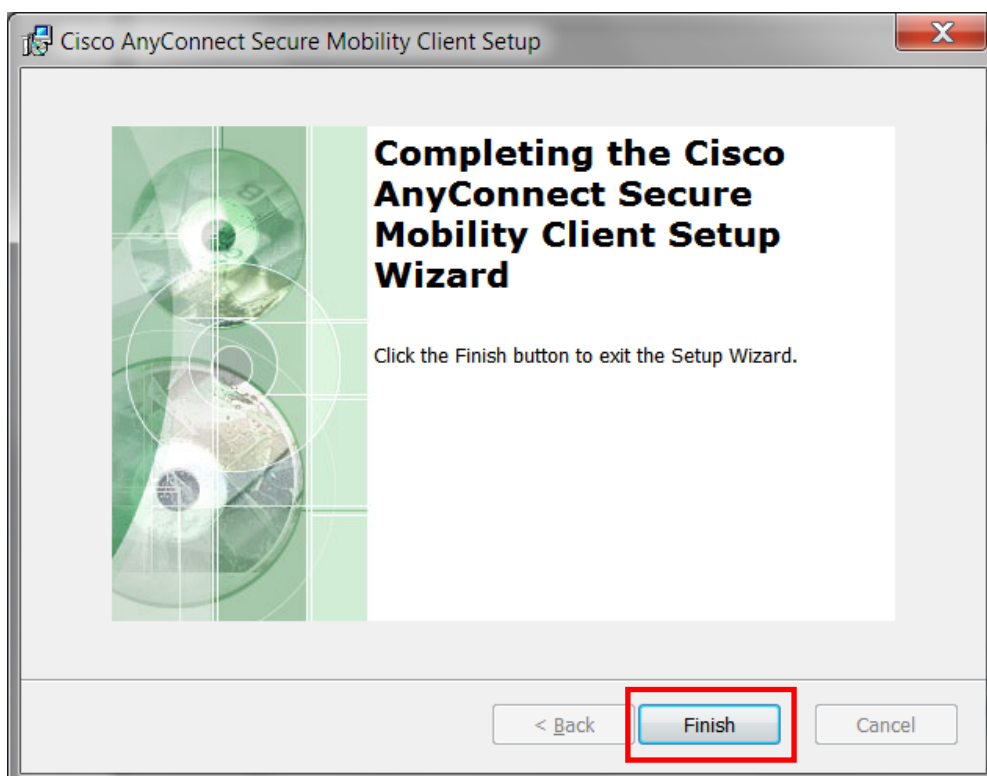 Cisco AnyConnect Secure Mobility Client Setup
X
Completing the Cisco
AnyConnect Secure
Mobility Client Setup
Wizard
Click the Finish button to exit the Setup Wizard.
< Back Finish Cancel